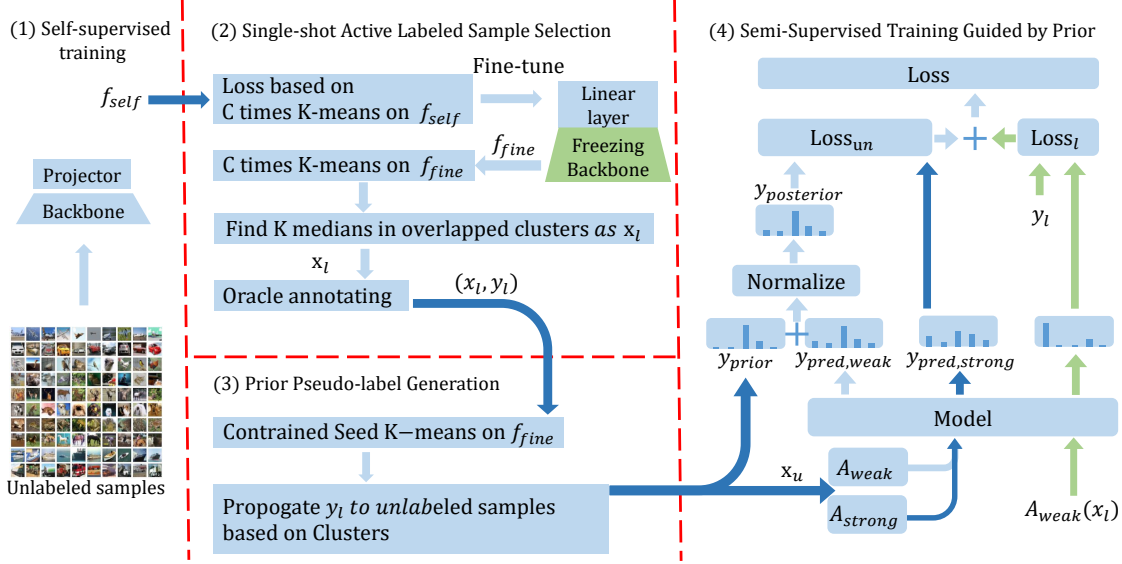 (1) Self-supervised
training
f_self
Projector
Backbone
Unlabeled samples
(2) Single-shot Active Labeled Sample Selection
Loss based on
C times K-means on f_self
Fine-tune
Linear
layer
Freezing
Backbone
f_fine
C times K-means on f_fine
Find K medians in overlapped clusters as x_l
x_l
Oracle annotating
(x_l, y_l)
(3) Prior Pseudo-label Generation
Contrained Seed K−means on f_fine
Propogate y_l to unlabeled samples
based on Clusters
(4) Semi-Supervised Training Guided by Prior
Loss
Loss_un
+
Loss_l
y_posterior
y_l
Normalize
+
y_prior
y_pred,weak
y_pred,strong
Model
x_u
A_weak
A_strong
A_weak(x_l)